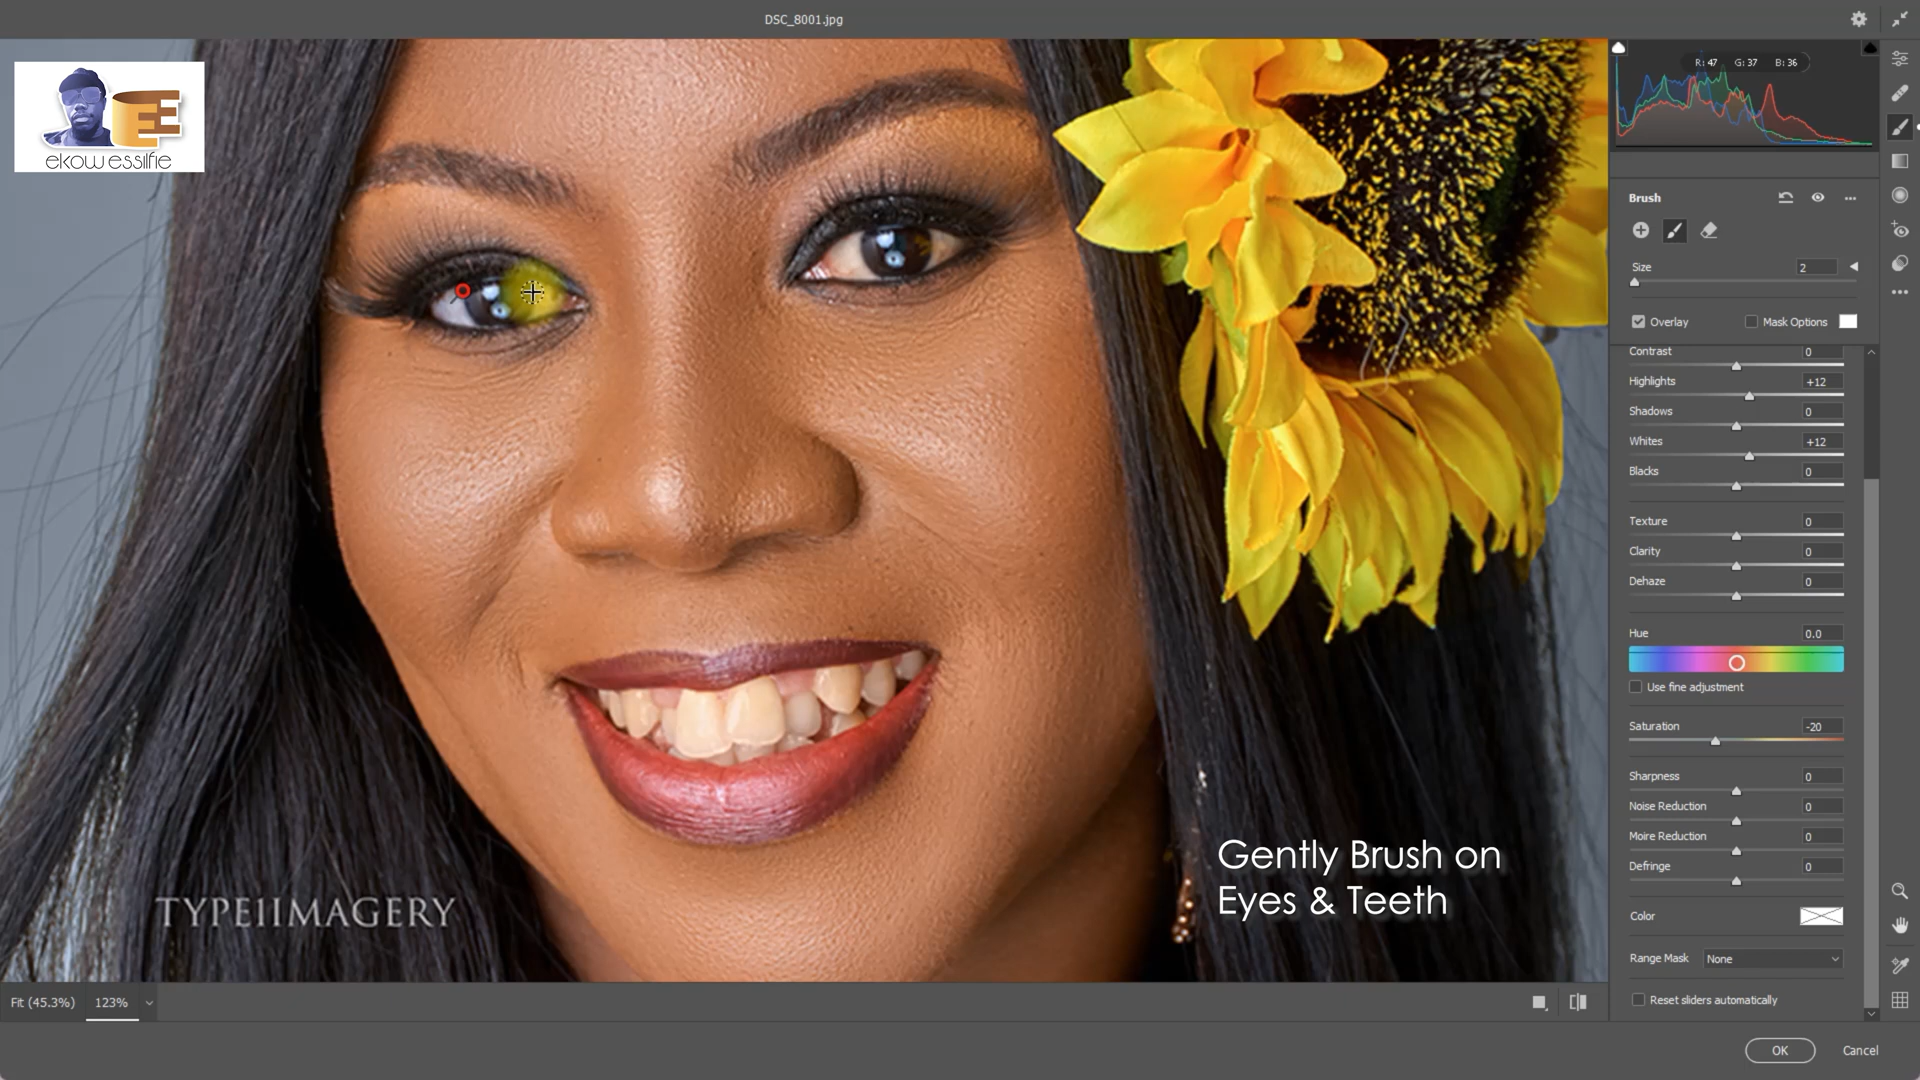 DSC_8001.jpg
ekow essilfie
R: 47 G: 37 B: 36
Brush
Size 2
Overlay Mask Options
Contrast 0
Highlights +12
Shadows 0
Whites +12
Blacks 0
Texture 0
Clarity 0
Dehaze 0
Hue 0.0
Use fine adjustment
Saturation -20
Sharpness 0
Noise Reduction 0
Moire Reduction 0
Defringe 0
Color
Range Mask None
Reset sliders automatically
Gently Brush on
Eyes & Teeth
TYPE11IMAGERY
Fit (45.3%) 123%
OK Cancel